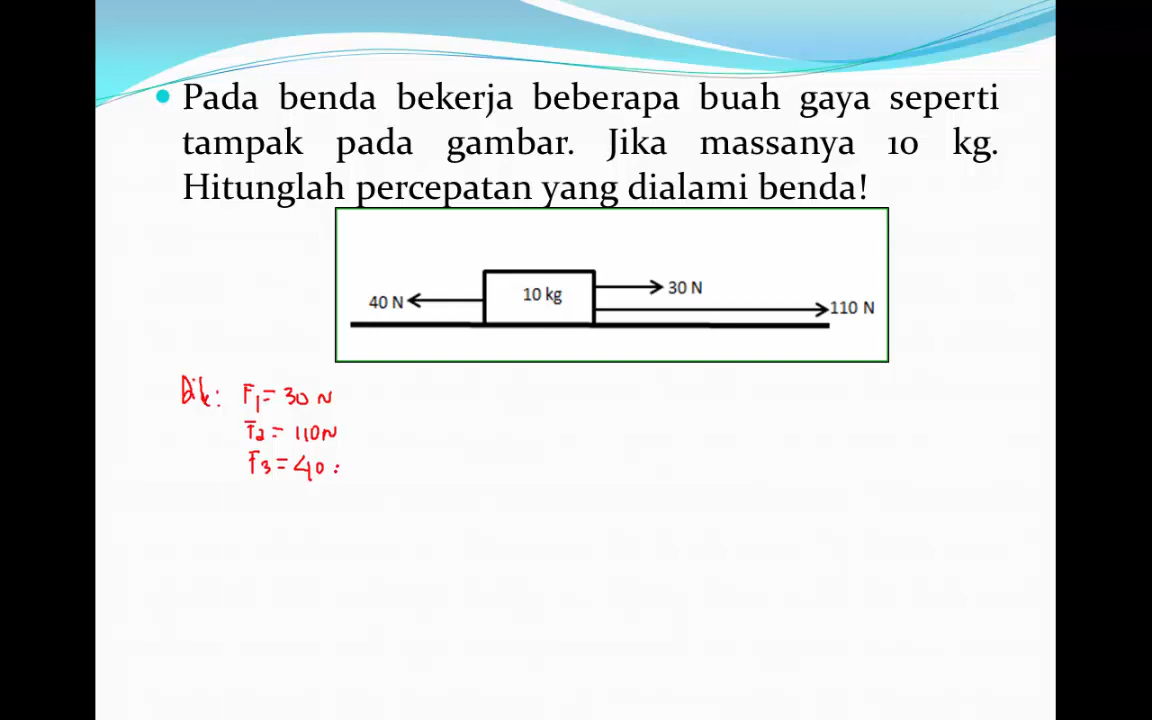 Pada benda bekerja beberapa buah gaya seperti
tampak pada gambar. Jika massanya 10 kg.
Hitunglah percepatan yang dialami benda!
40 N
10 kg
30 N
110 N
Dik: F1 = 30 N
F2 = 110 N
F3 = 40